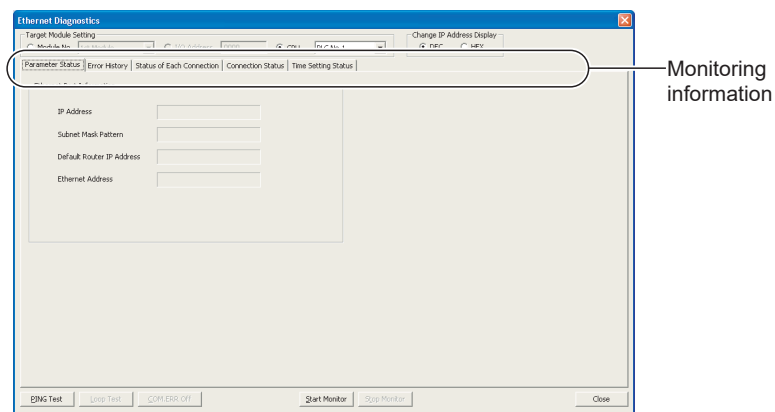 Ethernet Diagnostics
Target Module Setting
Change IP Address Display
Module No. I/O Address 0000 CPU PLC No.1 DEC HEX
Parameter Status Error History Status of Each Connection Connection Status Time Setting Status
Monitoring
information
IP Address
Subnet Mask Pattern
Default Router IP Address
Ethernet Address
PING Test Loop Test COM.ERR Off Start Monitor Stop Monitor Close